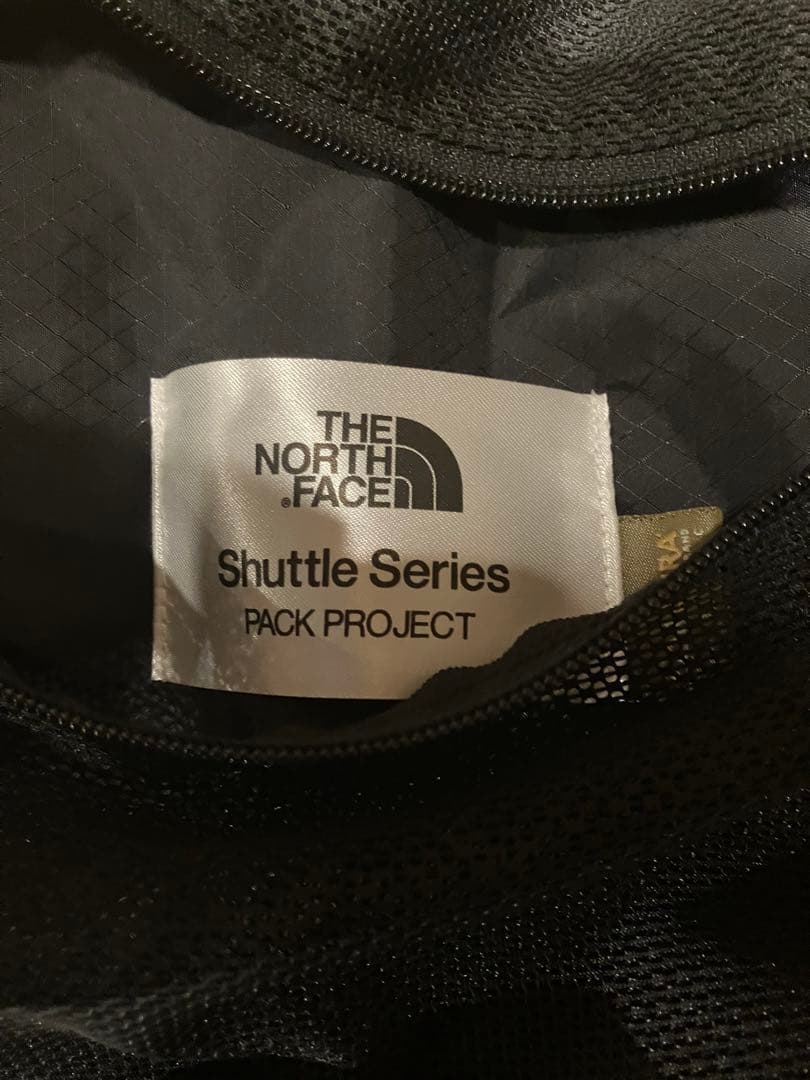 THE
NORTH
FACE
Shuttle Series
PACK PROJECT